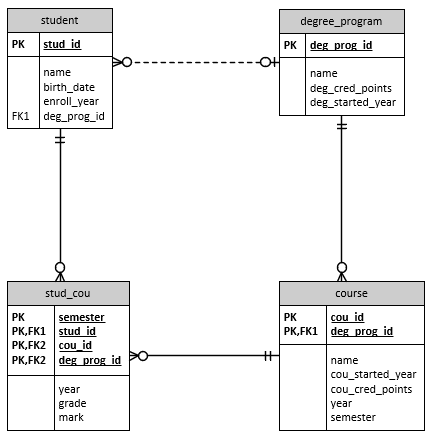 student
PK stud_id
name
birth_date
enroll_year
FK1 deg_prog_id
degree_program
PK deg_prog_id
name
deg_cred_points
deg_started_year
stud_cou
PK semester
PK,FK1 stud_id
PK,FK2 cou_id
PK,FK2 deg_prog_id
year
grade
mark
course
PK cou_id
PK,FK1 deg_prog_id
name
cou_started_year
cou_cred_points
year
semester